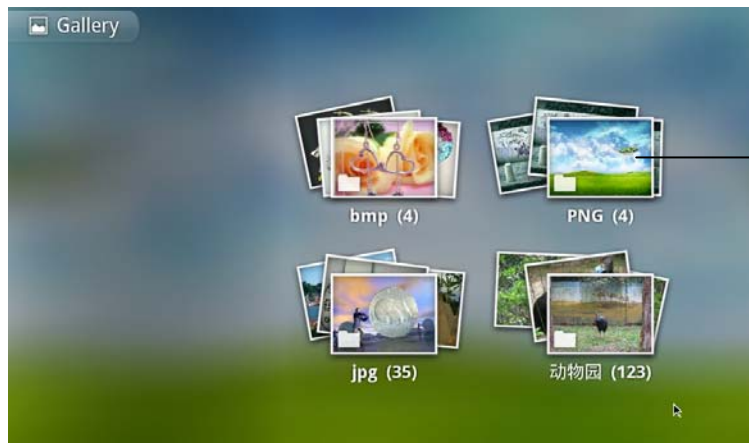 Gallery
bmp (4)
PNG (4)
jpg (35)
动物园 (123)